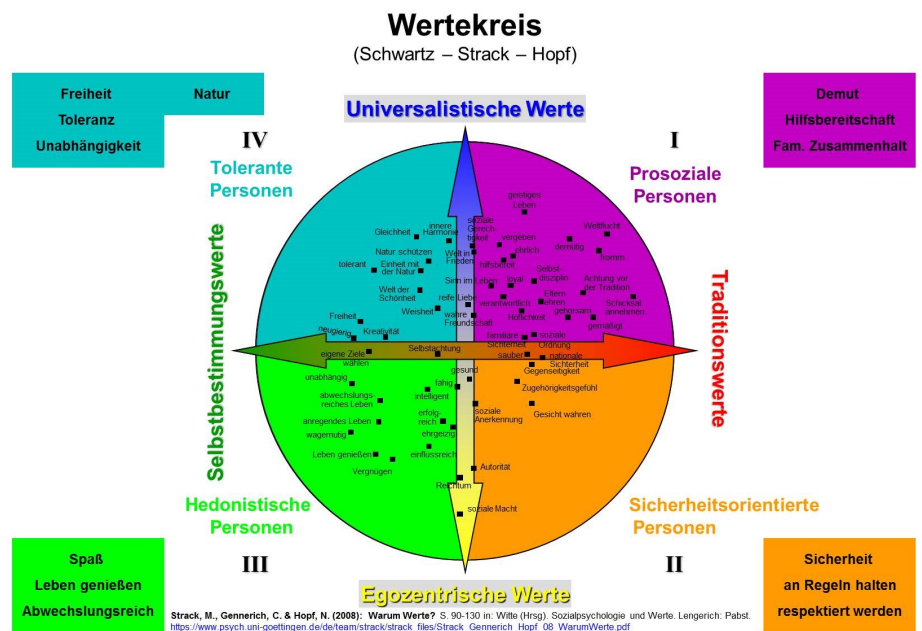 Wertekreis
(Schwartz – Strack – Hopf)
Freiheit Natur
Toleranz
Unabhängigkeit
Universalistische Werte
Demut
Hilfsbereitschaft
Fam. Zusammenhalt
IV
I
Tolerante
Personen
Prosoziale
Personen
Selbstbestimmungswerte
Traditionswerte
geistiges
Leben
Gleichheit
innere
Harmonie
soziale
Gerech-
tigkeit
vergeben
Weltflucht
demütig
ehrlich
fromm
Natur schützen
Welt in
Frieden
hilfsbereit
tolerant
Einheit mit
der Natur
Sinn im Leben
loyal
Selbst-
disziplin
Achtung vor
der Tradition
Welt der
Schönheit
reife Liebe
verantwortlich
Eltern
ehren
Schicksal
annehmen
Weisheit
wahre
Freundschaft
Höflichkeit
gehorsam
gemäßigt
Freiheit
neugierig
Kreativität
familiäre
Sicherheit
soziale
Ordnung
eigene Ziele
wählen
Selbstachtung
sauber
nationale
Sicherheit
gesund
Gegenseitigkeit
unabhängig
fähig
Zugehörigkeitsgefühl
abwechslungs-
reiches Leben
intelligent
soziale
Anerkennung
Gesicht wahren
anregendes Leben
erfolg-
reich
wagemutig
ehrgeizig
Leben genießen
einflussreich
Vergnügen
Autorität
Reichtum
soziale Macht
Hedonistische
Personen
Sicherheitsorientierte
Personen
III
II
Spaß
Leben genießen
Abwechslungsreich
Egozentrische Werte
Sicherheit
an Regeln halten
respektiert werden
Strack, M., Gennerich, C. & Hopf, N. (2008): Warum Werte? S. 90-130 in: Witte (Hrsg). Sozialpsychologie und Werte. Lengerich: Pabst.
https://www.psych.uni-goettingen.de/de/team/strack/strack_files/Strack_Gennerich_Hopf_08_WarumWerte.pdf